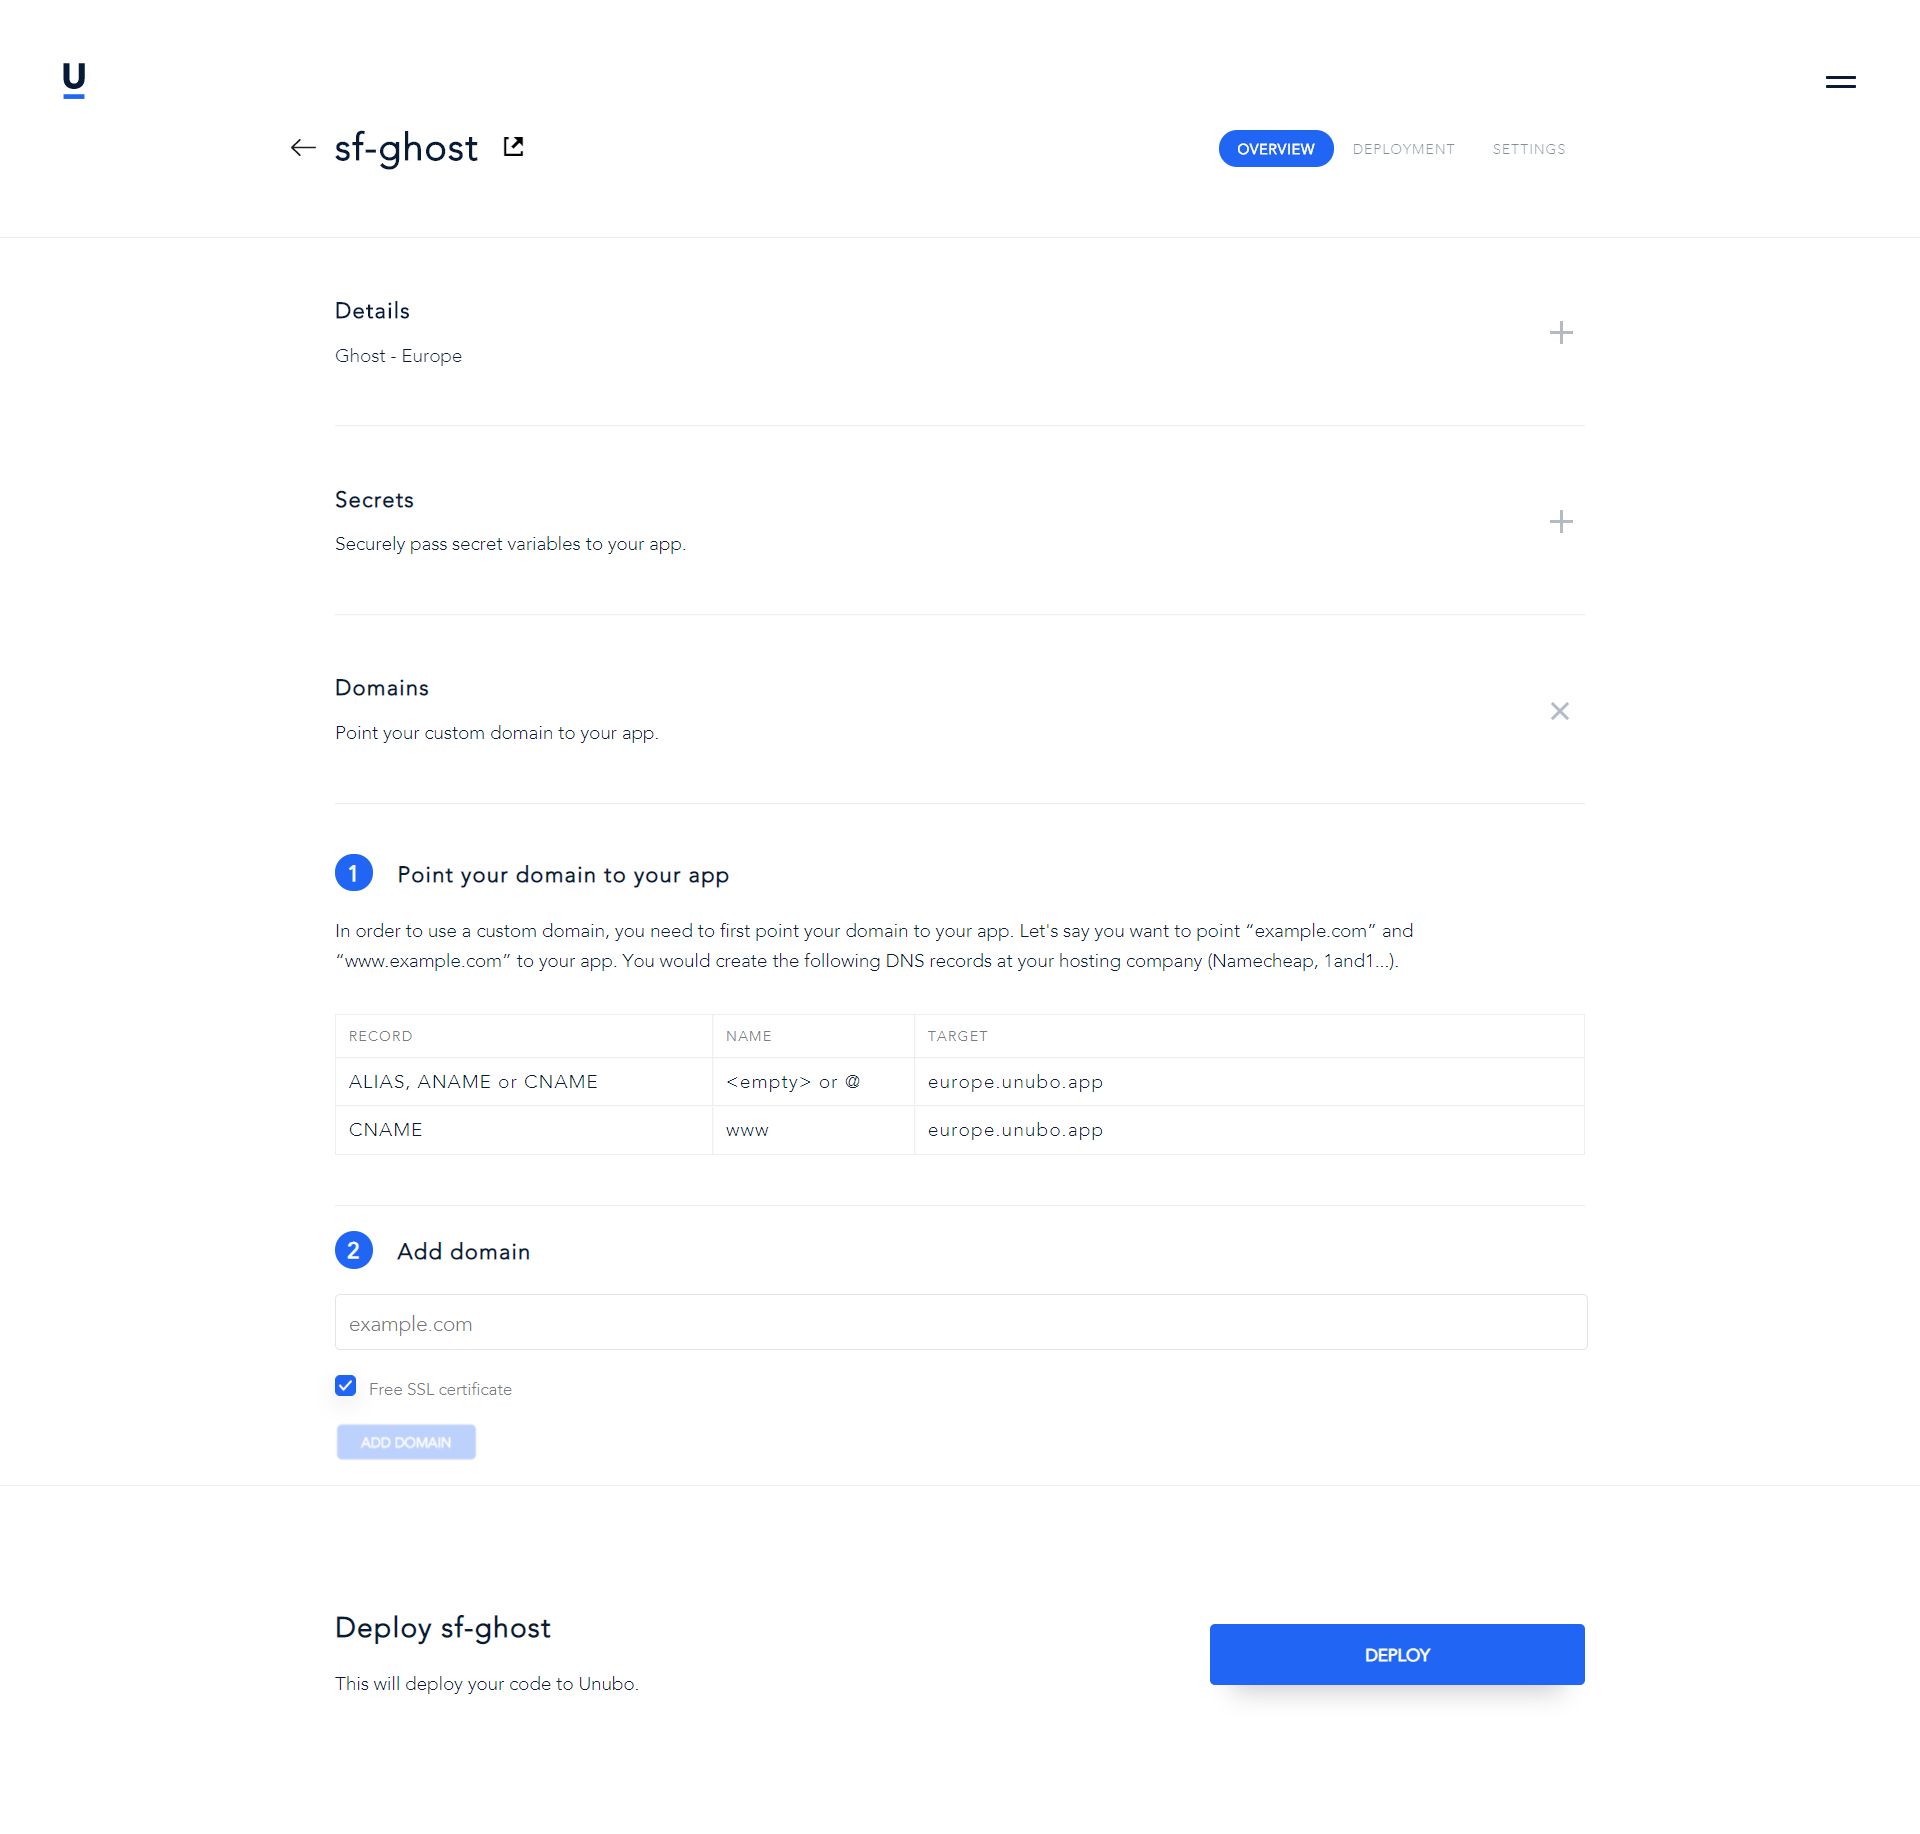 U
sf-ghost
OVERVIEW DEPLOYMENT SETTINGS
Details
Ghost - Europe
Secrets
Securely pass secret variables to your app.
Domains
Point your custom domain to your app.
1 Point your domain to your app
In order to use a custom domain, you need to first point your domain to your app. Let's say you want to point “example.com” and
“www.example.com” to your app. You would create the following DNS records at your hosting company (Namecheap, 1and1...).
RECORD NAME TARGET
ALIAS, ANAME or CNAME <empty> or @ europe.unubo.app
CNAME www europe.unubo.app
2 Add domain
example.com
Free SSL certificate
ADD DOMAIN
Deploy sf-ghost
DEPLOY
This will deploy your code to Unubo.